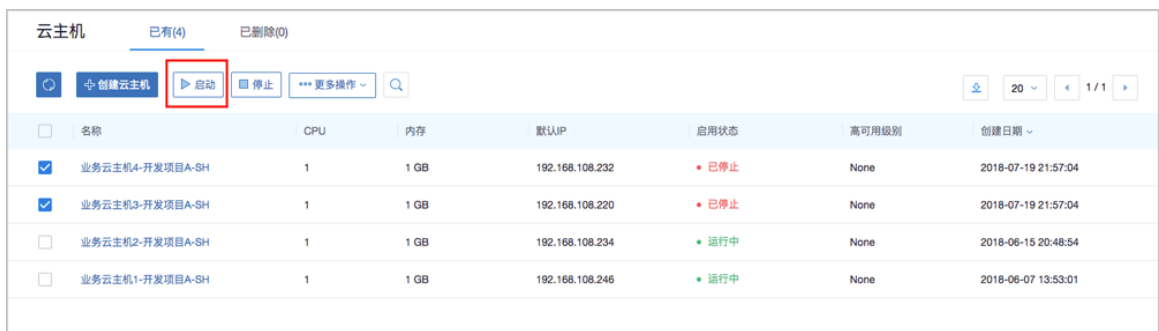 云主机 已有(4) 已删除(0)
创建云主机 启动 停止 更多操作 20 1 / 1
名称 CPU 内存 默认IP 启用状态 高可用级别 创建日期
业务云主机4-开发项目A-SH 1 1 GB 192.168.108.232 已停止 None 2018-07-19 21:57:04
业务云主机3-开发项目A-SH 1 1 GB 192.168.108.220 已停止 None 2018-07-19 21:57:04
业务云主机2-开发项目A-SH 1 1 GB 192.168.108.234 运行中 None 2018-06-15 20:48:54
业务云主机1-开发项目A-SH 1 1 GB 192.168.108.246 运行中 None 2018-06-07 13:53:01